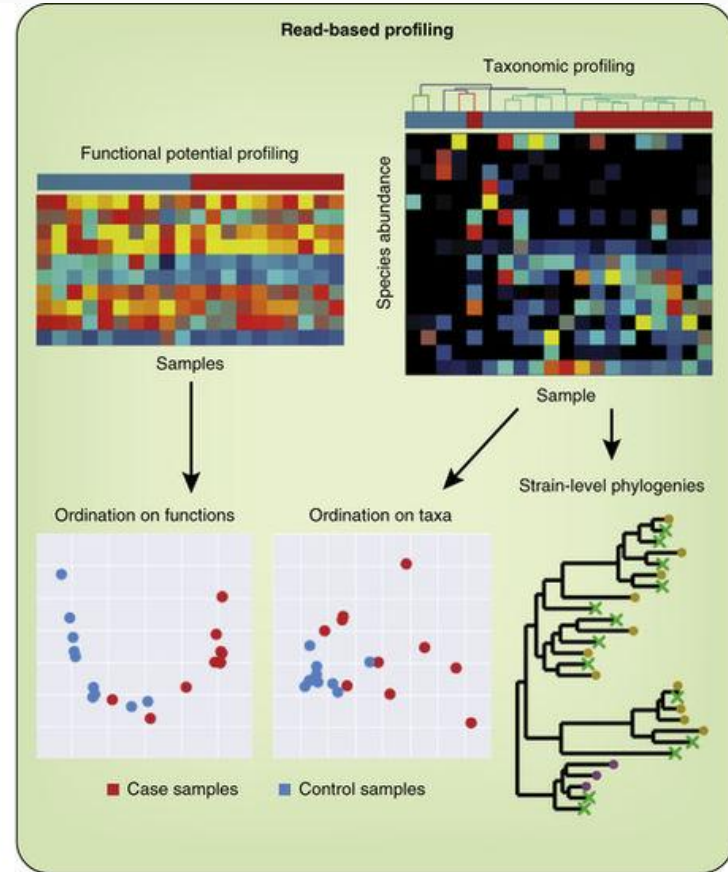 Read-based profiling
Taxonomic profiling
Functional potential profiling
Species abundance
Samples
Sample
Strain-level phylogenies
Ordination on functions
Ordination on taxa
Case samples
Control samples